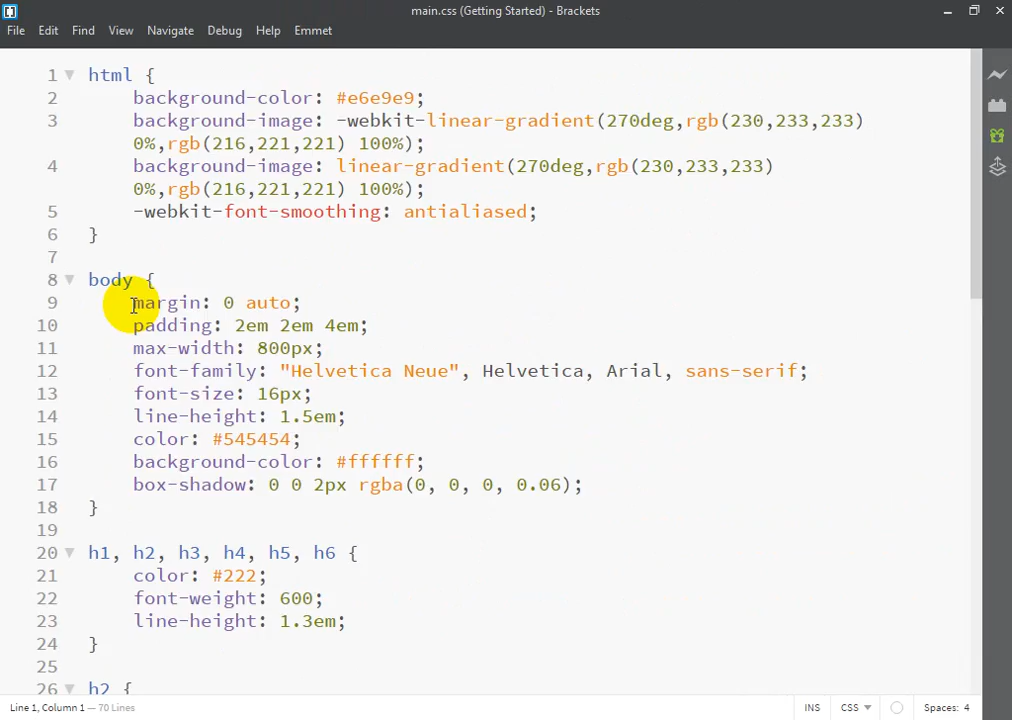 main.css (Getting Started) - Brackets
File Edit Find View Navigate Debug Help Emmet
1 html {
2 background-color: #e6e9e9;
3 background-image: -webkit-linear-gradient(270deg,rgb(230,233,233)
0%,rgb(216,221,221) 100%);
4 background-image: linear-gradient(270deg,rgb(230,233,233)
0%,rgb(216,221,221) 100%);
5 -webkit-font-smoothing: antialiased;
6 }
7
8 body {
9 margin: 0 auto;
10 padding: 2em 2em 4em;
11 max-width: 800px;
12 font-family: "Helvetica Neue", Helvetica, Arial, sans-serif;
13 font-size: 16px;
14 line-height: 1.5em;
15 color: #545454;
16 background-color: #ffffff;
17 box-shadow: 0 0 2px rgba(0, 0, 0, 0.06);
18 }
19
20 h1, h2, h3, h4, h5, h6 {
21 color: #222;
22 font-weight: 600;
23 line-height: 1.3em;
24 }
25
26 h2 {
Line 1, Column 1 — 70 Lines INS CSS Spaces: 4